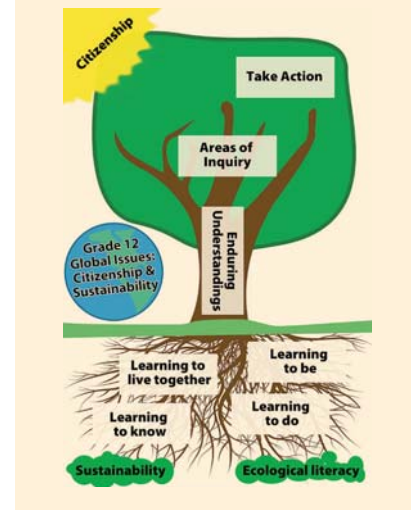 Citizenship
Take Action
Areas of
Inquiry
Enduring
Understandings
Grade 12
Global Issues:
Citizenship &
Sustainability
Learning to
live together
Learning
to be
Learning
to know
Learning
to do
Sustainability
Ecological literacy